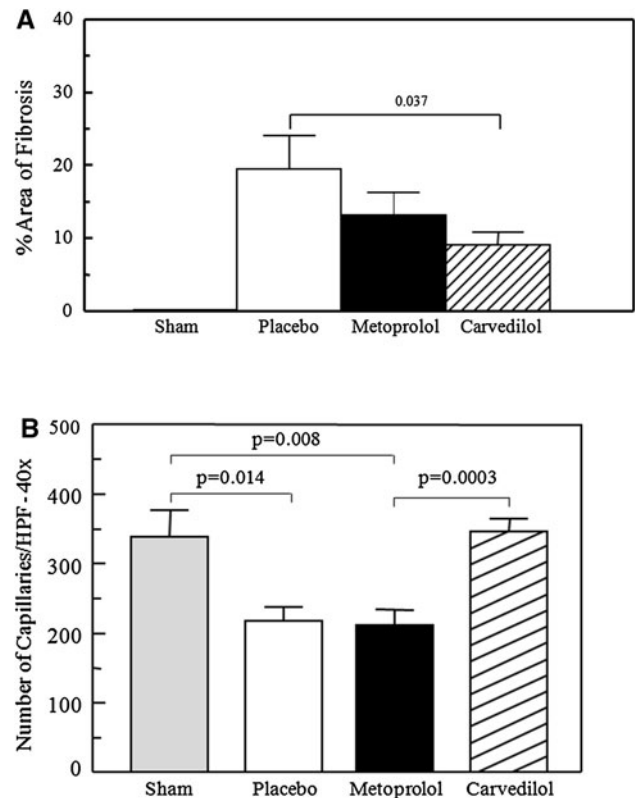 A
% Area of Fibrosis
40
30
20
10
0
0.037
Sham Placebo Metoprolol Carvedilol
B
Number of Capillaries/HPF - 40x
500
400
300
200
100
0
p=0.008
p=0.014 p=0.0003
Sham Placebo Metoprolol Carvedilol